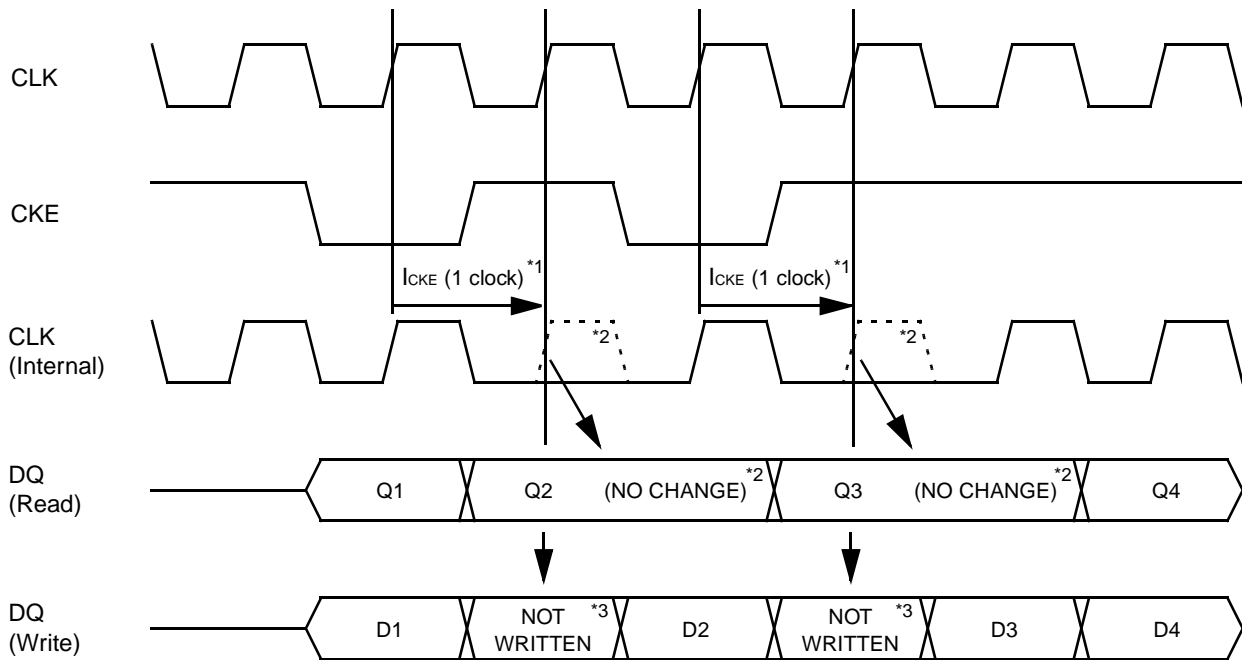 CLK
CKE
ICKE (1 clock) *1
ICKE (1 clock) *1
CLK
(Internal)
*2
*2
DQ
(Read)
Q1
Q2
(NO CHANGE) *2
Q3
(NO CHANGE) *2
Q4
DQ
(Write)
D1
NOT *3
WRITTEN
D2
NOT *3
WRITTEN
D3
D4